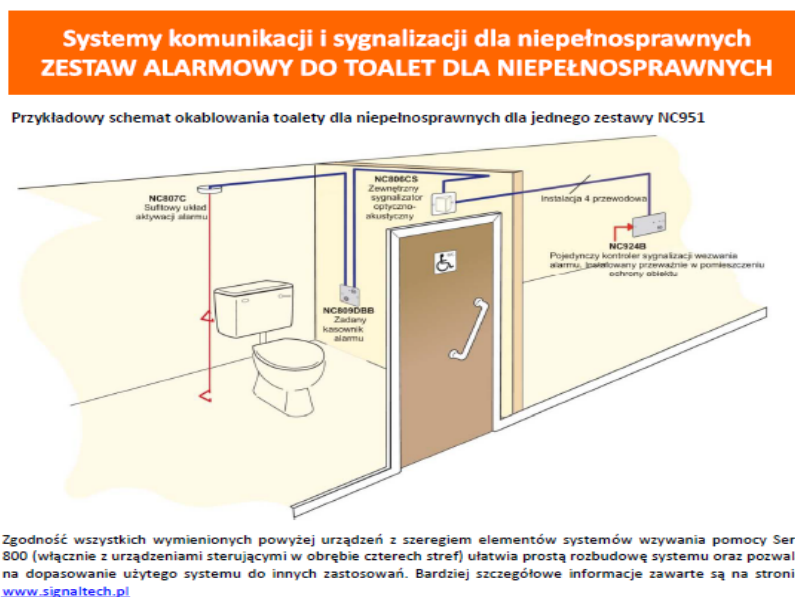 Systemy komunikacji i sygnalizacji dla niepełnosprawnych
ZESTAW ALARMOWY DO TOALET DLA NIEPEŁNOSPRAWNYCH
Przykładowy schemat okablowania toalety dla niepełnosprawnych dla jednego zestawy NC951
NC807C
Sufitowy układ
aktywacji alarmu
NC806CS
Zewnętrzny
sygnalizator
optyczno-
akustyczny
Instalacja 4 przewodowa
NC924B
Pojedynczy kontroler sygnalizacji wezwania
alarmu. Instalowany przeważnie w pomieszczeniu
ochrony obiektu
NC809DBB
Zadany
kasownik
alarmu
Zgodność wszystkich wymienionych powyżej urządzeń z szeregiem elementów systemów wzywania pomocy Ser
800 (włącznie z urządzeniami sterującymi w obrębie czterech stref) ułatwia prostą rozbudowę systemu oraz pozwal
na dopasowanie użytego systemu do innych zastosowań. Bardziej szczegółowe informacje zawarte są na stroni
www.signaltech.pl